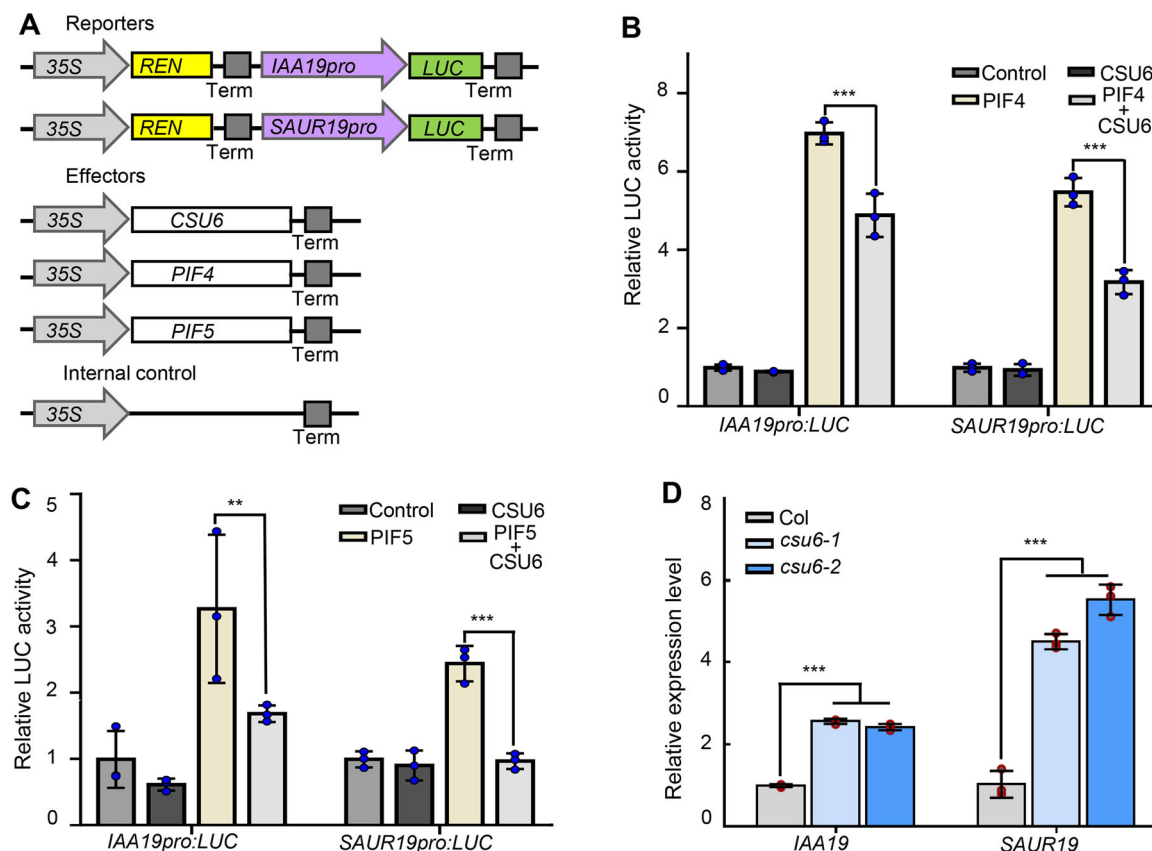 A
Reporters
35S REN IAA19pro LUC
Term Term
35S REN SAUR19pro LUC
Term Term
Effectors
35S CSU6
Term
35S PIF4
Term
35S PIF5
Term
Internal control
35S
Term
B
Relative LUC activity
8
6
4
2
0
Control CSU6
PIF4 PIF4
+
CSU6
***
***
IAA19pro:LUC SAUR19pro:LUC
C
Relative LUC activity
5
4
3
2
1
0
Control CSU6
PIF5 PIF5
+
CSU6
**
***
IAA19pro:LUC SAUR19pro:LUC
D
Relative expression level
8
6
4
2
0
Col
csu6-1
csu6-2
***
***
IAA19 SAUR19